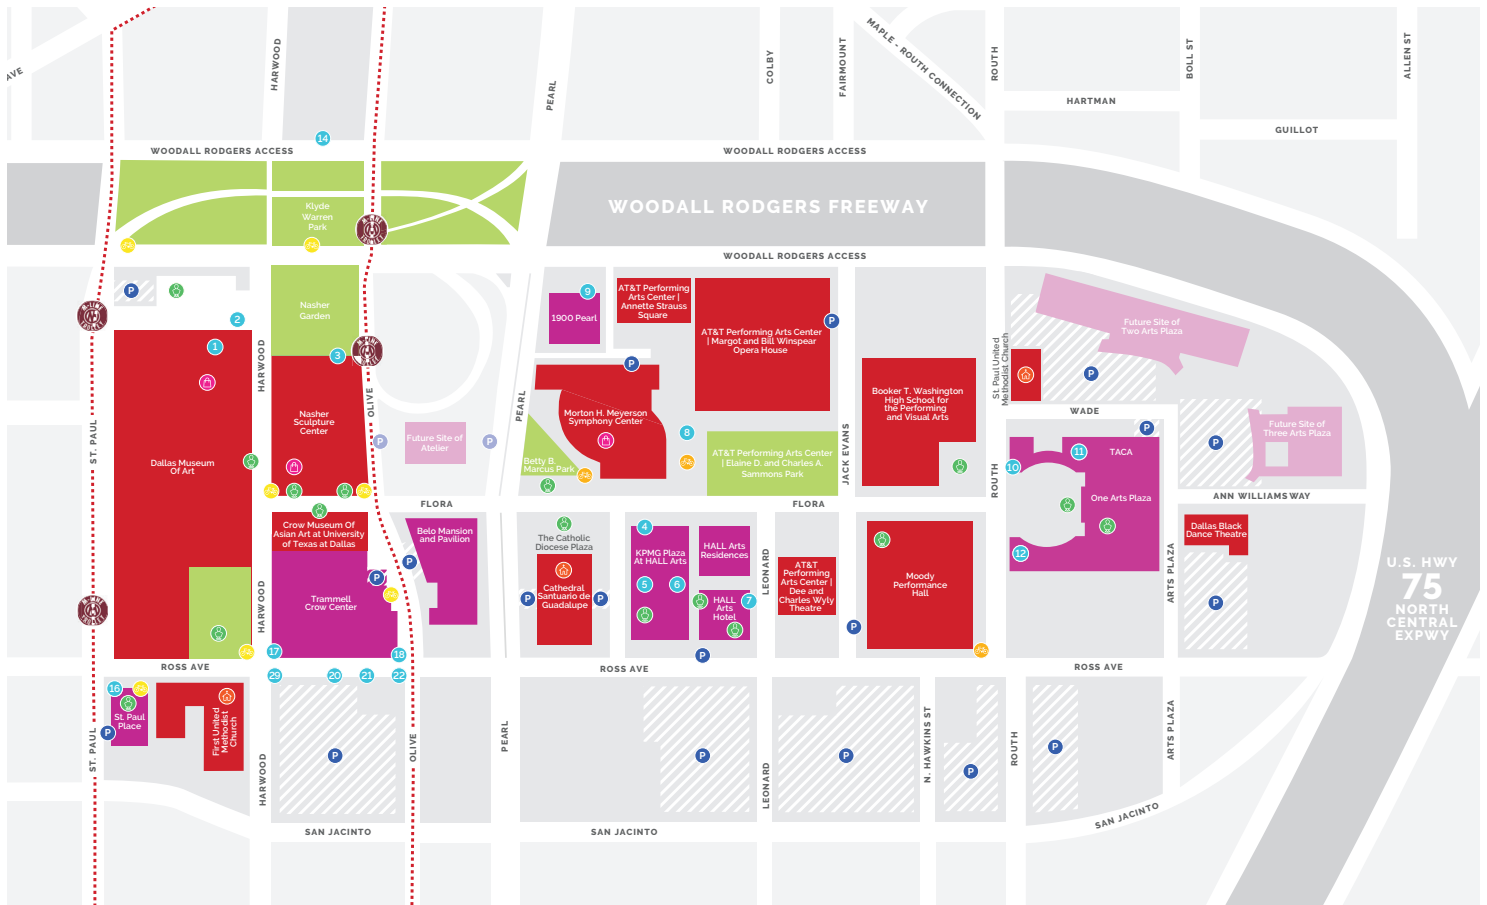 AVE
HARWOOD
PEARL
COLBY
FAIRMOUNT
MAPLE - ROUTH CONNECTION
ROUTH
BOLL ST
ALLEN ST
HARTMAN
GUILLOT
14
WOODALL RODGERS ACCESS
WOODALL RODGERS ACCESS
WOODALL RODGERS FREEWAY
Klyde
Warren
Park
WOODALL RODGERS ACCESS
P
2
1
HARWOOD
Nasher
Garden
3
OLIVE
Nasher
Sculpture
Center
ST. PAUL
Dallas Museum
Of Art
P
Future Site of
Atelier
P
PEARL
9
1900 Pearl
AT&T Performing
Arts Center |
Annette Strauss
Square
AT&T Performing Arts Center
| Margot and Bill Winspear
Opera House
P
P
Morton H. Meyerson
Symphony Center
8
Betty B.
Marcus Park
AT&T Performing Arts Center
| Elaine D. and Charles A.
Sammons Park
JACK EVANS
Booker T. Washington
High School for
the Performing
and Visual Arts
St. Paul United
Methodist Church
Future Site of
Two Arts Plaza
P
WADE
P
P
Future Site of
Three Arts Plaza
10
11
TACA
ROUTH
One Arts Plaza
12
ANN WILLIAMS WAY
Dallas Black
Dance Theatre
ARTS PLAZA
P
U.S. HWY
75
NORTH
CENTRAL
EXPWY
FLORA
FLORA
Crow Museum Of
Asian Art at University
of Texas at Dallas
Belo Mansion
and Pavilion
P
P
Trammell
Crow Center
HARWOOD
The Catholic
Diocese Plaza
Cathedral
Santuario de
Guadalupe
P
P
4
KPMG Plaza
At HALL Arts
5
6
HALL Arts
Residences
HALL
Arts
Hotel
7
P
LEONARD
AT&T
Performing
Arts Center |
Dee and
Charles Wyly
Theatre
P
Moody
Performance
Hall
17
18
ROSS AVE
ROSS AVE
ROSS AVE
29
20
21
22
16
St. Paul
Place
P
First United
Methodist
Church
ST. PAUL
HARWOOD
P
OLIVE
PEARL
P
LEONARD
P
N. HAWKINS ST
P
ROUTH
P
ARTS PLAZA
SAN JACINTO
SAN JACINTO
SAN JACINTO